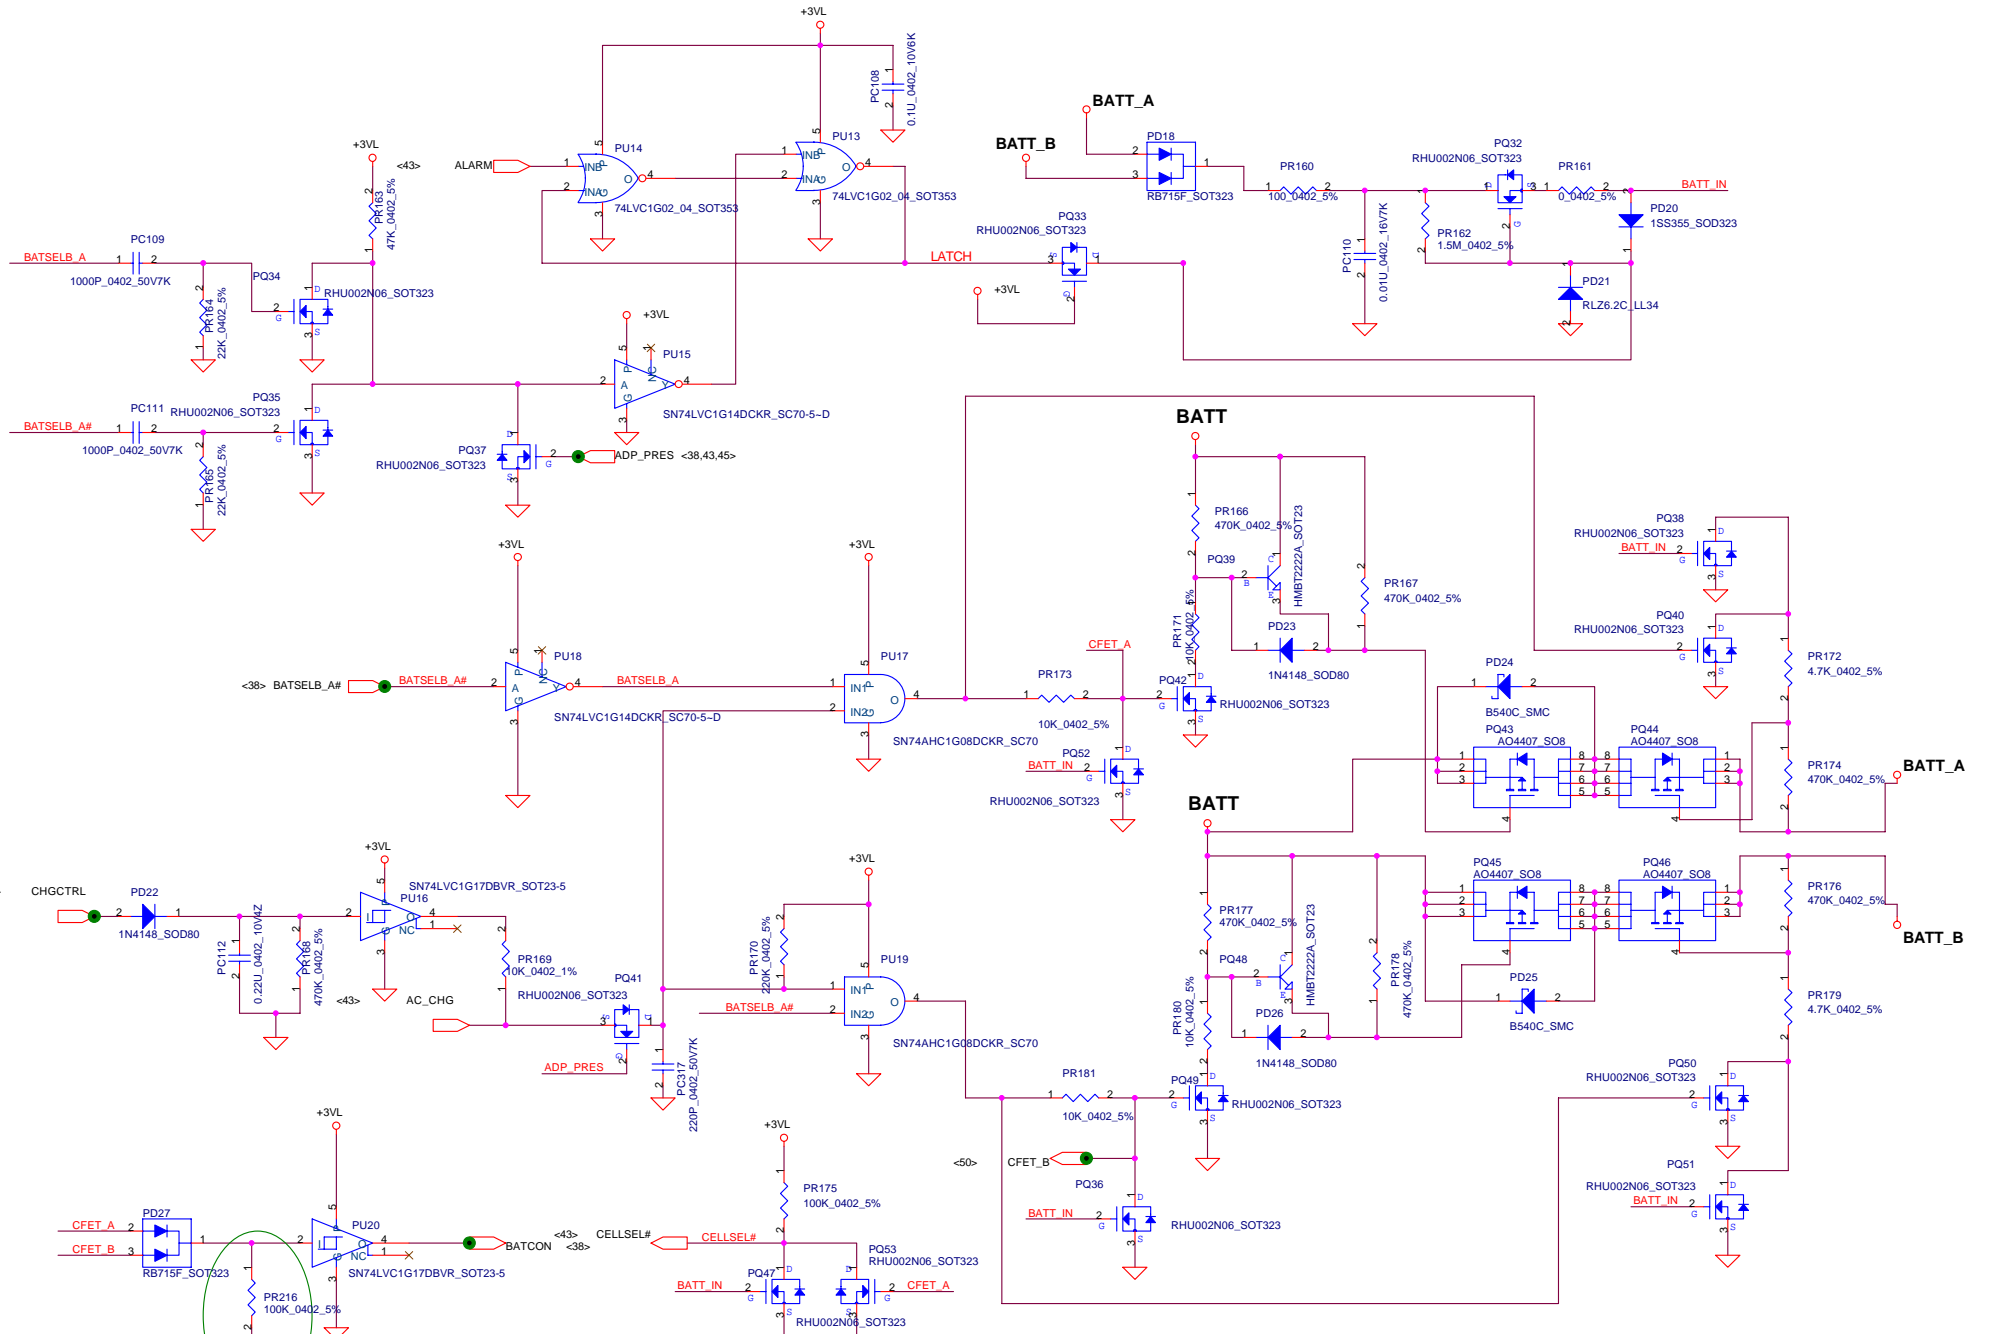 +3VL
PC108
0.1U_0402_10V6K
PU14
PU13
ALARM
<43>
74LVC1G02_04_SOT353
74LVC1G02_04_SOT353
+3VL
PR163
47K_0402_5%
BATT_A
BATT_B
PD18
RB715F_SOT323
PR160
100_0402_5%
PQ32
RHU002N06_SOT323
PR161
0_0402_5%
BATT_IN
PD20
1SS355_SOD323
PR162
1.5M_0402_5%
PC110
0.01U_0402_16V7K
PD21
RLZ6.2C_LL34
PQ33
RHU002N06_SOT323
LATCH
+3VL
BATSELB_A
PC109
1000P_0402_50V7K
PR164
22K_0402_5%
PQ34
RHU002N06_SOT323
+3VL
PU15
SN74LVC1G14DCKR_SC70-5~D
BATSELB_A#
PC111
1000P_0402_50V7K
PR165
22K_0402_5%
PQ35
RHU002N06_SOT323
PQ37
RHU002N06_SOT323
ADP_PRES <38,43,45>
BATT
PR166
470K_0402_5%
PQ39
HMBT2222A_SOT23
PR167
470K_0402_5%
PR171
10K_0402_5%
PD23
1N4148_SOD80
PQ38
RHU002N06_SOT323
BATT_IN
PQ40
RHU002N06_SOT323
PR172
4.7K_0402_5%
+3VL
+3VL
<38> BATSELB_A#
BATSELB_A#
PU18
SN74LVC1G14DCKR_SC70-5~D
BATSELB_A
PU17
SN74AHC1G08DCKR_SC70
CFET_A
PR173
10K_0402_5%
PQ42
RHU002N06_SOT323
PQ52
BATT_IN
RHU002N06_SOT323
PD24
B540C_SMC
PQ43
AO4407_SO8
PQ44
AO4407_SO8
PR174
470K_0402_5%
BATT_A
BATT
CHGCTRL
PD22
1N4148_SOD80
PC112
0.22U_0402_10V4Z
PR168
470K_0402_5%
+3VL
SN74LVC1G17DBVR_SOT23-5
PU16
PR169
10K_0402_1%
<43>
AC_CHG
PQ41
RHU002N06_SOT323
ADP_PRES
PC317
220P_0402_50V7K
+3VL
PR170
220K_0402_5%
BATSELB_A#
PU19
SN74AHC1G08DCKR_SC70
PR177
470K_0402_5%
PQ48
HMBT2222A_SOT23
PR178
470K_0402_5%
PR180
10K_0402_5%
PD26
1N4148_SOD80
PQ45
AO4407_SO8
PQ46
AO4407_SO8
PD25
B540C_SMC
PR176
470K_0402_5%
BATT_B
PR179
4.7K_0402_5%
PR181
10K_0402_5%
PQ49
RHU002N06_SOT323
PQ50
RHU002N06_SOT323
<50>
CFET_B
PQ36
BATT_IN
RHU002N06_SOT323
PQ51
RHU002N06_SOT323
BATT_IN
+3VL
CFET_A
CFET_B
PD27
RB715F_SOT323
PR216
100K_0402_5%
PU20
SN74LVC1G17DBVR_SOT23-5
BATCON
<43>
<38>
CELLSEL#
CELLSEL#
+3VL
PR175
100K_0402_5%
PQ53
RHU002N06_SOT323
PQ47
BATT_IN
CFET_A
RHU002N06_SOT323